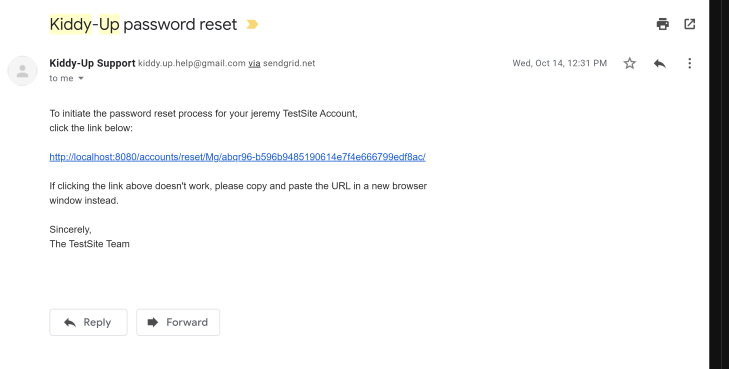 Kiddy-Up password reset
Kiddy-Up Support kiddy.up.help@gmail.com via sendgrid.net
Wed, Oct 14, 12:31 PM
to me
To initiate the password reset process for your jeremy TestSite Account,
click the link below:
http://localhost:8080/accounts/reset/Mg/abqr96-b596b9485190614e7f4e666799edf8ac/
If clicking the link above doesn't work, please copy and paste the URL in a new browser
window instead.
Sincerely,
The TestSite Team
Reply
Forward